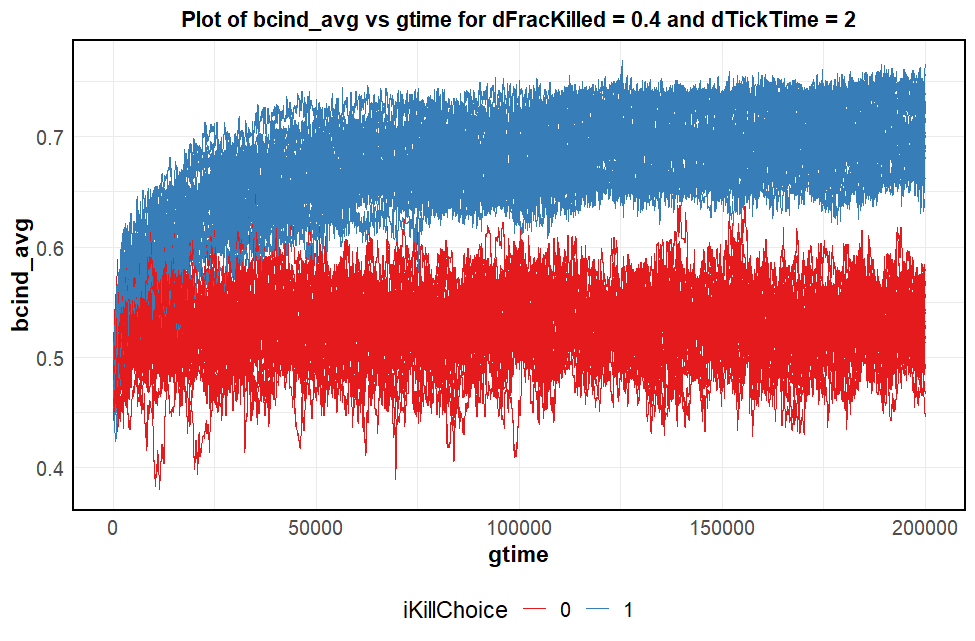 Plot of bcind_avg vs gtime for dFracKilled = 0.4 and dTickTime = 2
bcind_avg
0.7
0.6
0.5
0.4
0 50000 100000 150000 200000
gtime
iKillChoice 0 1